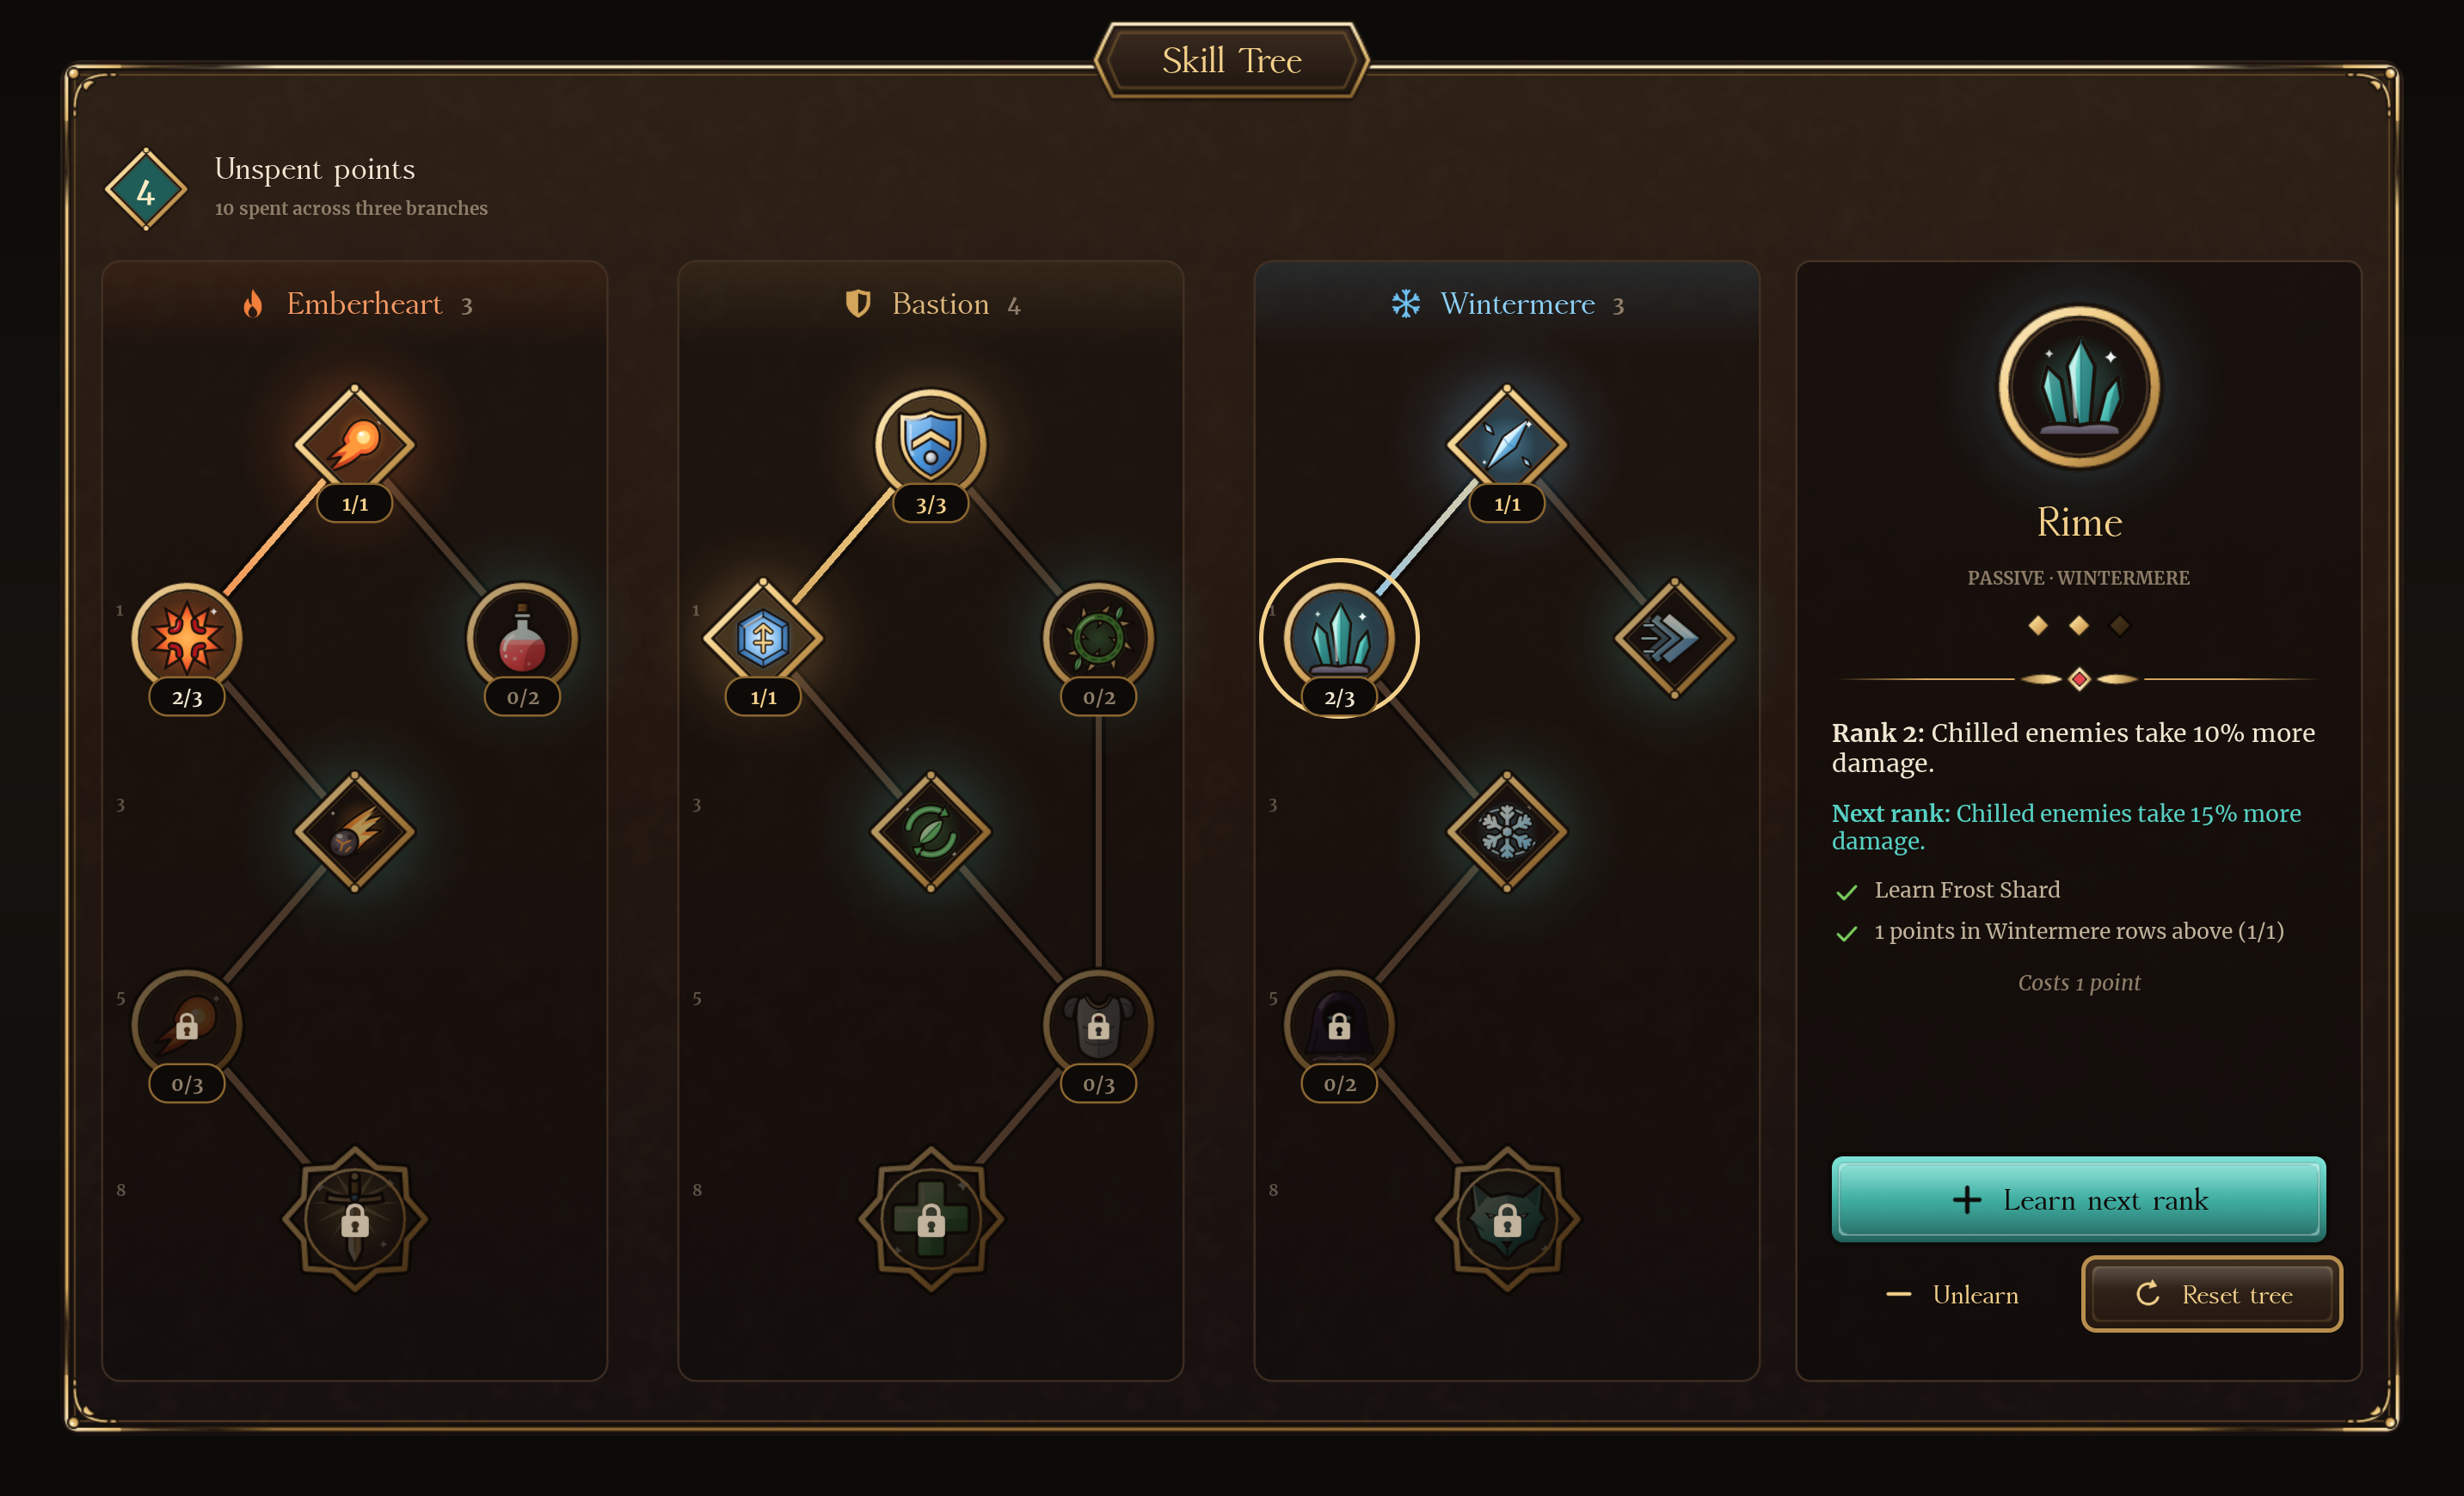 Skill Tree
4
Unspent points
10 spent across three branches
Emberheart 3
1/1
1
2/3
0/2
3
5
0/3
8
Bastion 4
3/3
1
1/1
0/2
3
5
0/3
8
Wintermere 3
1/1
1
2/3
3
5
0/2
8
Rime
PASSIVE · WINTERMERE
Rank 2: Chilled enemies take 10% more
damage.
Next rank: Chilled enemies take 15% more
damage.
Learn Frost Shard
1 points in Wintermere rows above (1/1)
Costs 1 point
Learn next rank
Unlearn
Reset tree